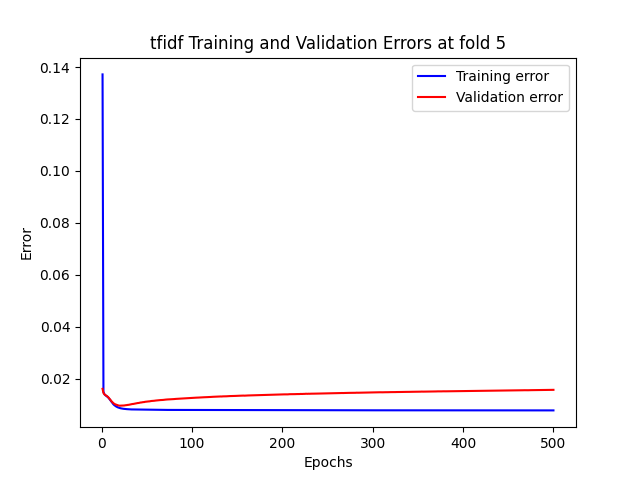 tfidf Training and Validation Errors at fold 5
Training error
Validation error
0.14
0.12
0.10
0.08
0.06
0.04
0.02
Error
0
100
200
300
400
500
Epochs